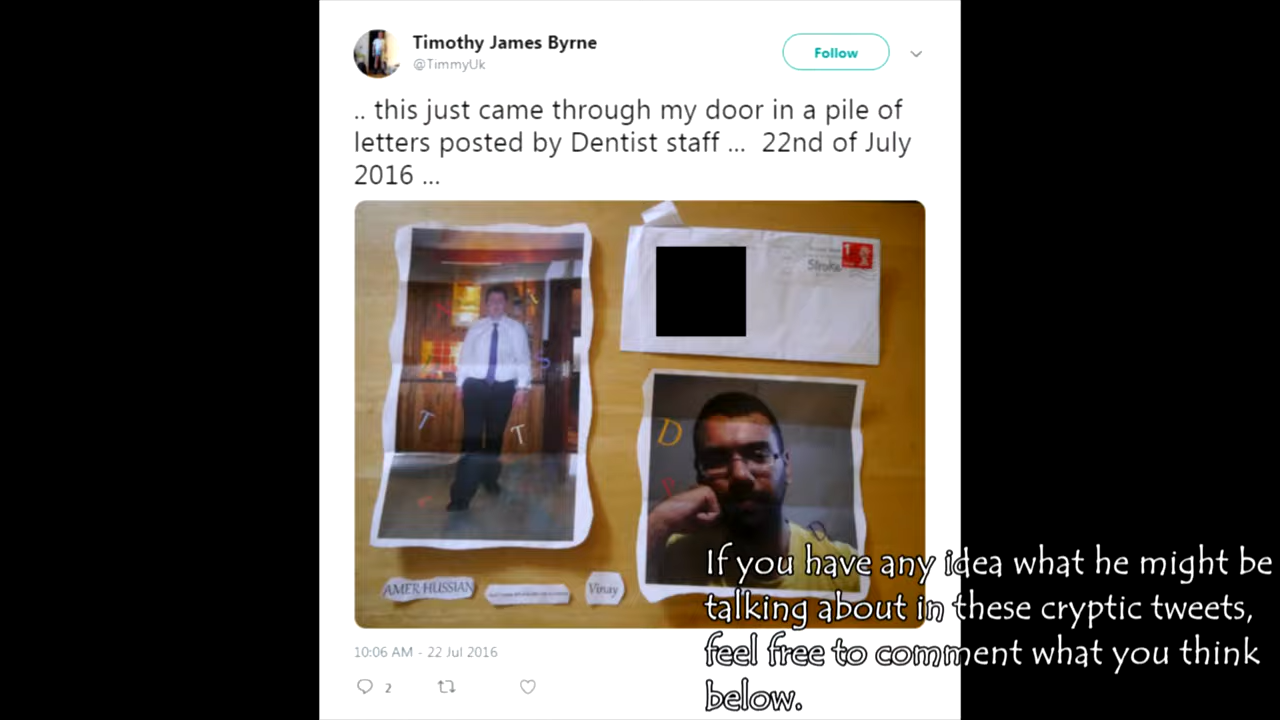 Timothy James Byrne
@TimmyUk
Follow
.. this just came through my door in a pile of
letters posted by Dentist staff ... 22nd of July
2016 ...
1
Stroke
T
T
D
AMER HUSSIAN
Vinay
10:06 AM - 22 Jul 2016
2
If you have any idea what he might be
talking about in these cryptic tweets,
feel free to comment what you think
below.